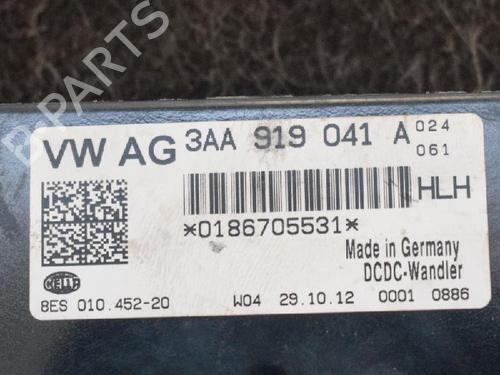 VW AG 3AA 919 041 A 024
061
HLH
*0186705531*
Made in Germany
DCDC-Wandler
HELLA
8ES 010.452-20 W04 29.10.12 0001 0886
B-PARTS